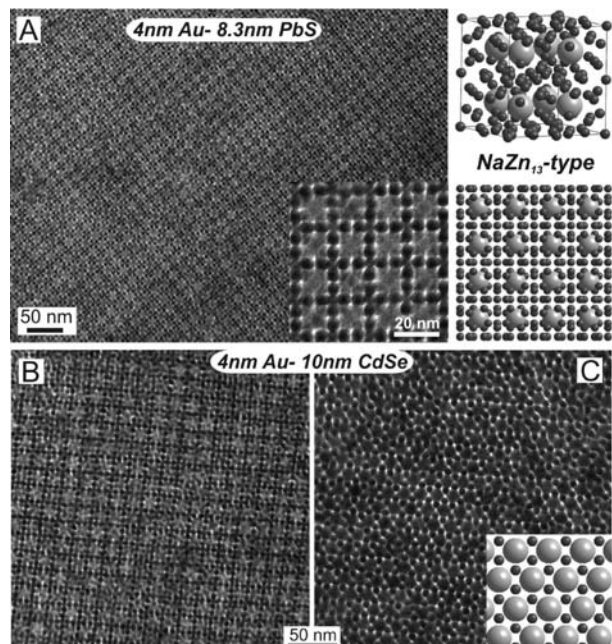 A
4nm Au- 8.3nm PbS
NaZn₁₃-type
50 nm
20 nm
4nm Au- 10nm CdSe
B
C
50 nm